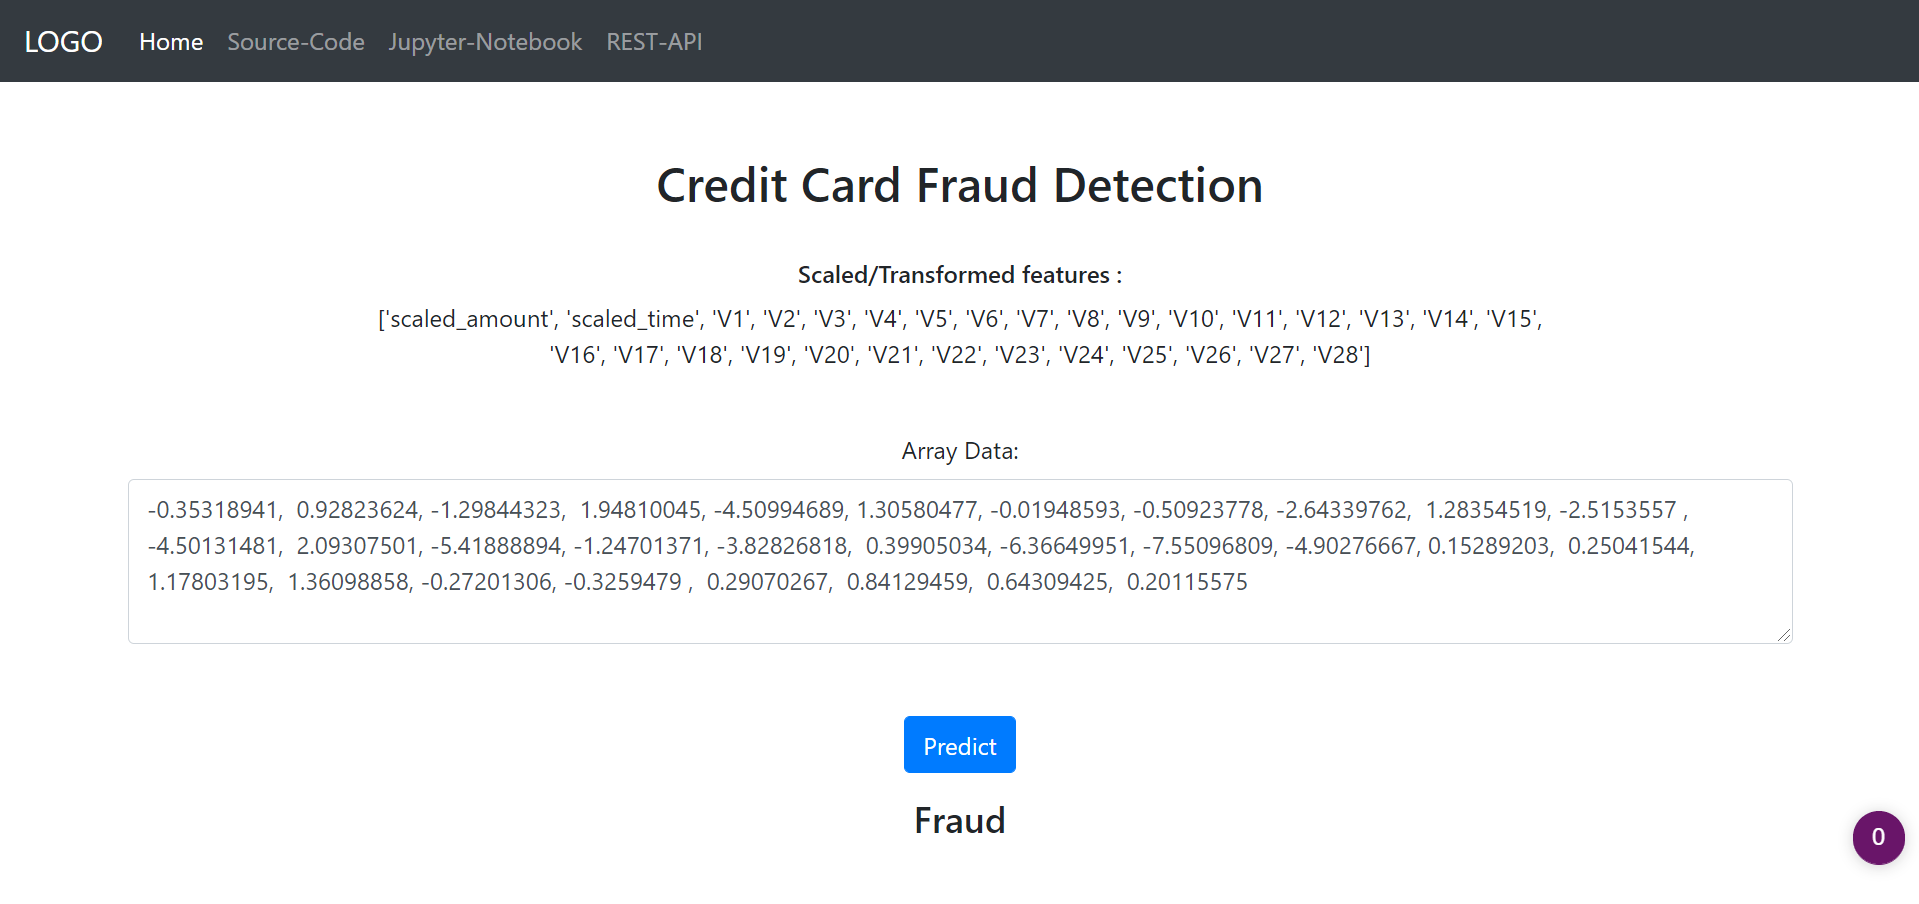 LOGO Home Source-Code Jupyter-Notebook REST-API
Credit Card Fraud Detection
Scaled/Transformed features :
['scaled_amount', 'scaled_time', 'V1', 'V2', 'V3', 'V4', 'V5', 'V6', 'V7', 'V8', 'V9', 'V10', 'V11', 'V12', 'V13', 'V14', 'V15',
'V16', 'V17', 'V18', 'V19', 'V20', 'V21', 'V22', 'V23', 'V24', 'V25', 'V26', 'V27', 'V28']
Array Data:
-0.35318941,  0.92823624, -1.29844323,  1.94810045, -4.50994689, 1.30580477, -0.01948593, -0.50923778, -2.64339762,  1.28354519, -2.5153557 ,
-4.50131481,  2.09307501, -5.41888894, -1.24701371, -3.82826818,  0.39905034, -6.36649951, -7.55096809, -4.90276667, 0.15289203,  0.25041544,
1.17803195,  1.36098858, -0.27201306, -0.3259479 ,  0.29070267,  0.84129459,  0.64309425,  0.20115575
Predict
Fraud
0